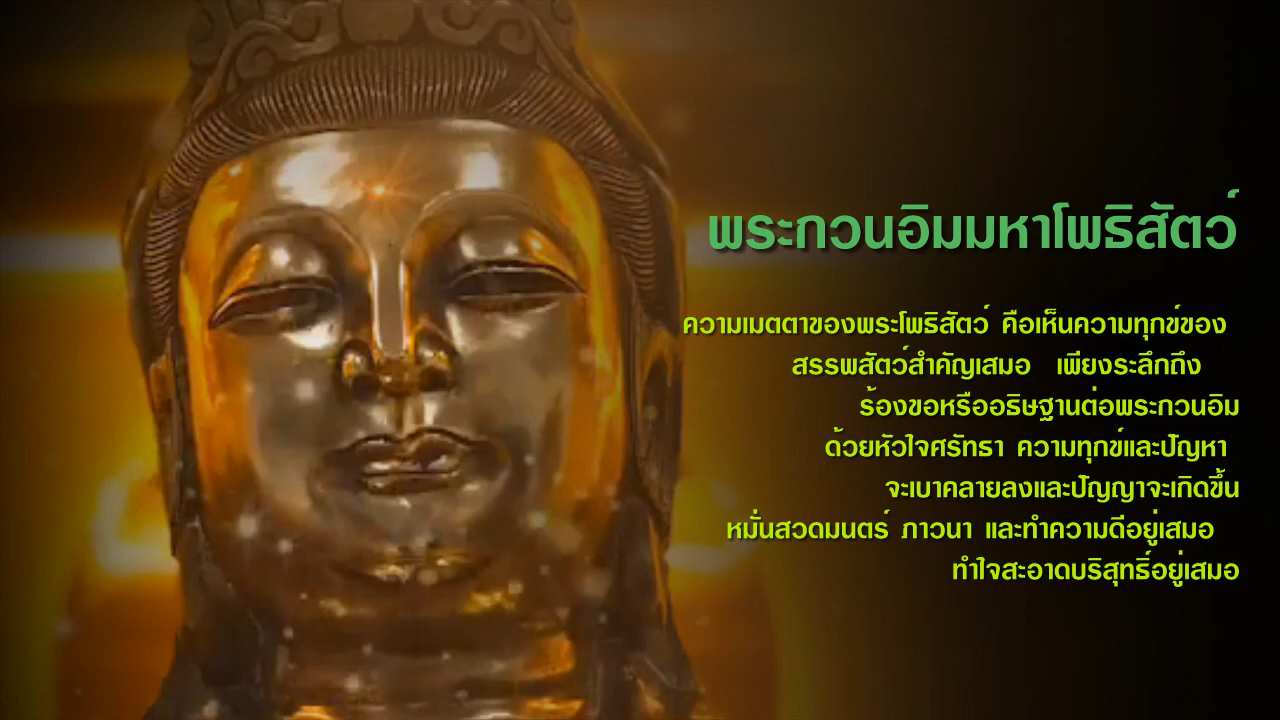 พระกวนอิมมหาโพธิสัตว์
ความเมตตาของพระโพธิสัตว์ คือเห็นความทุกข์ของ
สรรพสัตว์สำคัญเสมอ เพียงระลึกถึง
ร้องขอหรืออธิษฐานต่อพระกวนอิม
ด้วยหัวใจศรัทธา ความทุกข์และปัญหา
จะเบาคลายลงและปัญญาจะเกิดขึ้น
หมั่นสวดมนตร์ ภาวนา และทำความดีอยู่เสมอ
ทำใจสะอาดบริสุทธิ์อยู่เสมอ